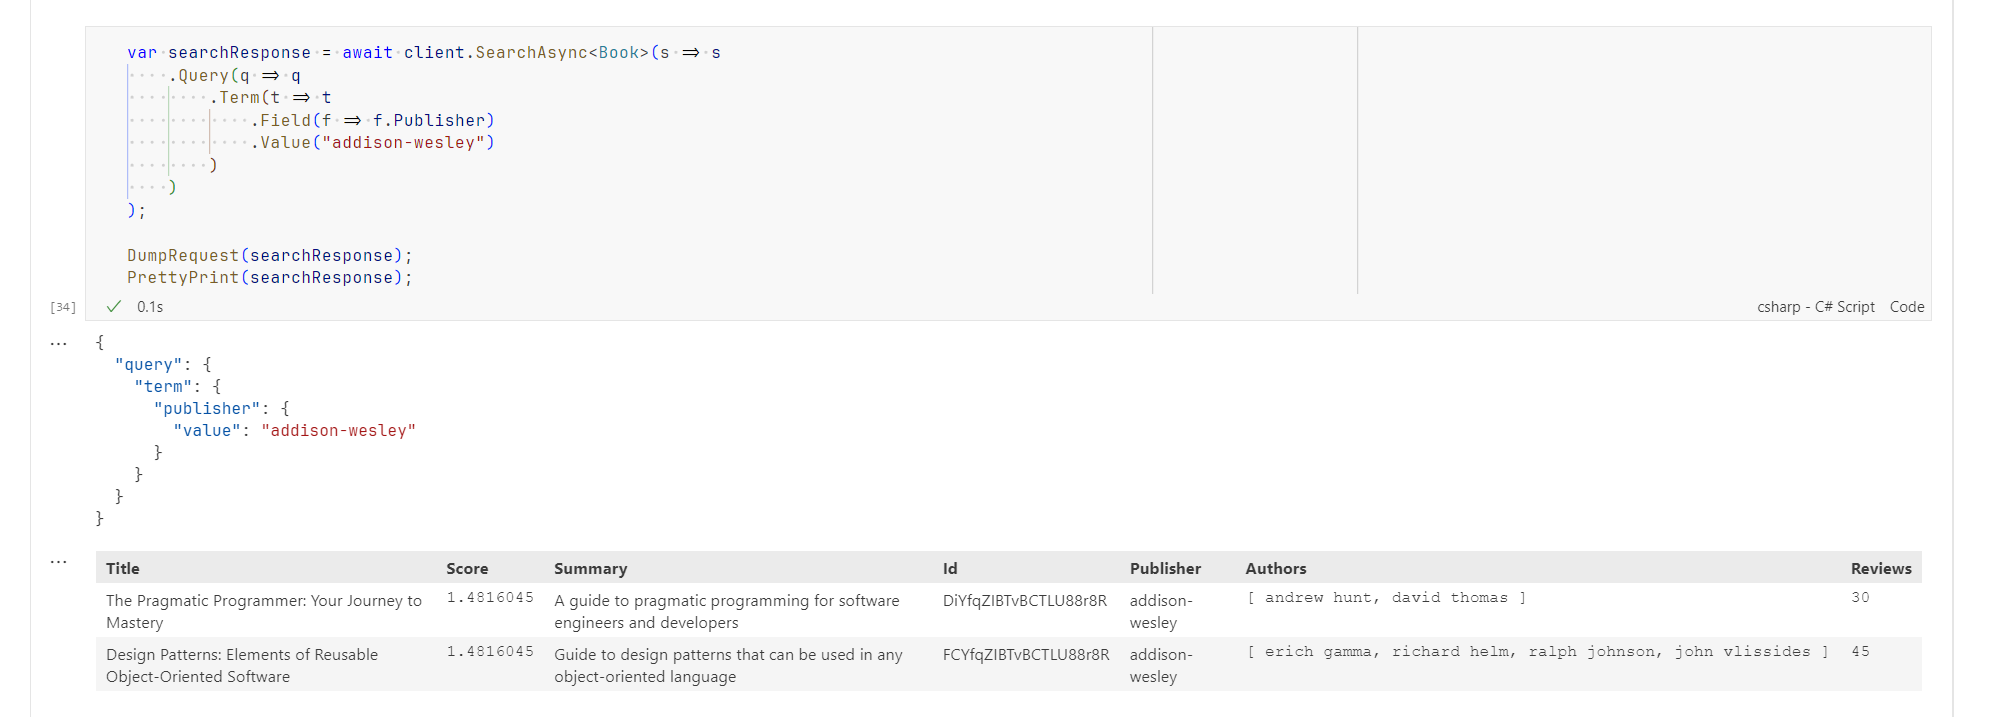 var searchResponse = await client.SearchAsync<Book>(s => s
    .Query(q => q
        .Term(t => t
            .Field(f => f.Publisher)
            .Value("addison-wesley")
        )
    )
);

DumpRequest(searchResponse);
PrettyPrint(searchResponse);
[34] ✓ 0.1s csharp - C# Script Code
... {
  "query": {
    "term": {
      "publisher": {
        "value": "addison-wesley"
      }
    }
  }
}
...
Title Score Summary Id Publisher Authors Reviews
The Pragmatic Programmer: Your Journey to Mastery 1.4816045 A guide to pragmatic programming for software engineers and developers DiYfqZIBTvBCTLU88r8R addison-wesley [ andrew hunt, david thomas ] 30
Design Patterns: Elements of Reusable Object-Oriented Software 1.4816045 Guide to design patterns that can be used in any object-oriented language FCYfqZIBTvBCTLU88r8R addison-wesley [ erich gamma, richard helm, ralph johnson, john vlissides ] 45